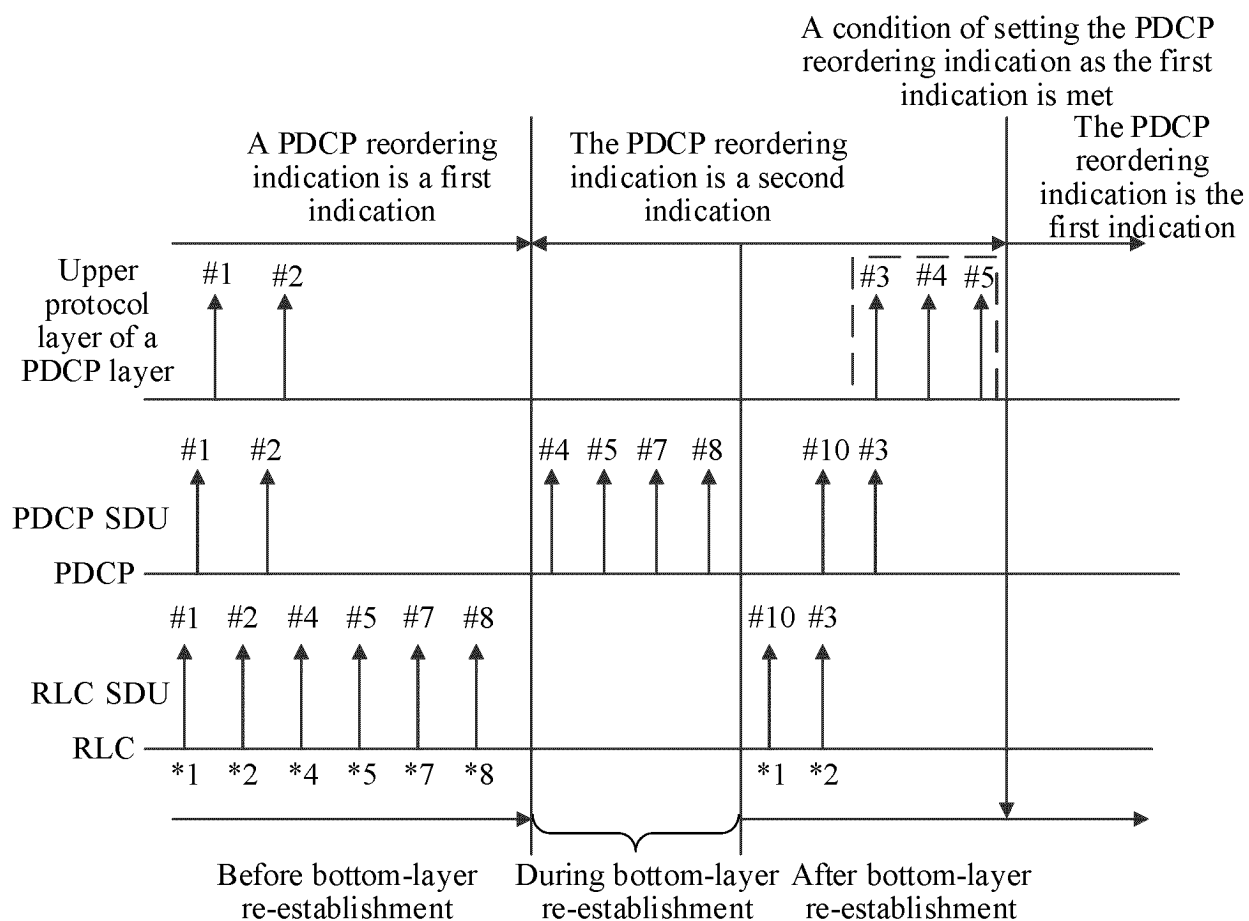 A condition of setting the PDCP
reordering indication as the first
indication is met
A PDCP reordering
indication is a first
indication
The PDCP reordering
indication is a second
indication
The PDCP
reordering
indication is the
first indication
Upper
protocol
layer of a
PDCP layer
#1 #2 #3 #4 #5
#1 #2 #4 #5 #7 #8 #10 #3
PDCP SDU
PDCP
#1 #2 #4 #5 #7 #8 #10 #3
RLC SDU
RLC
*1 *2 *4 *5 *7 *8 *1 *2
Before bottom-layer
re-establishment
During bottom-layer
re-establishment
After bottom-layer
re-establishment